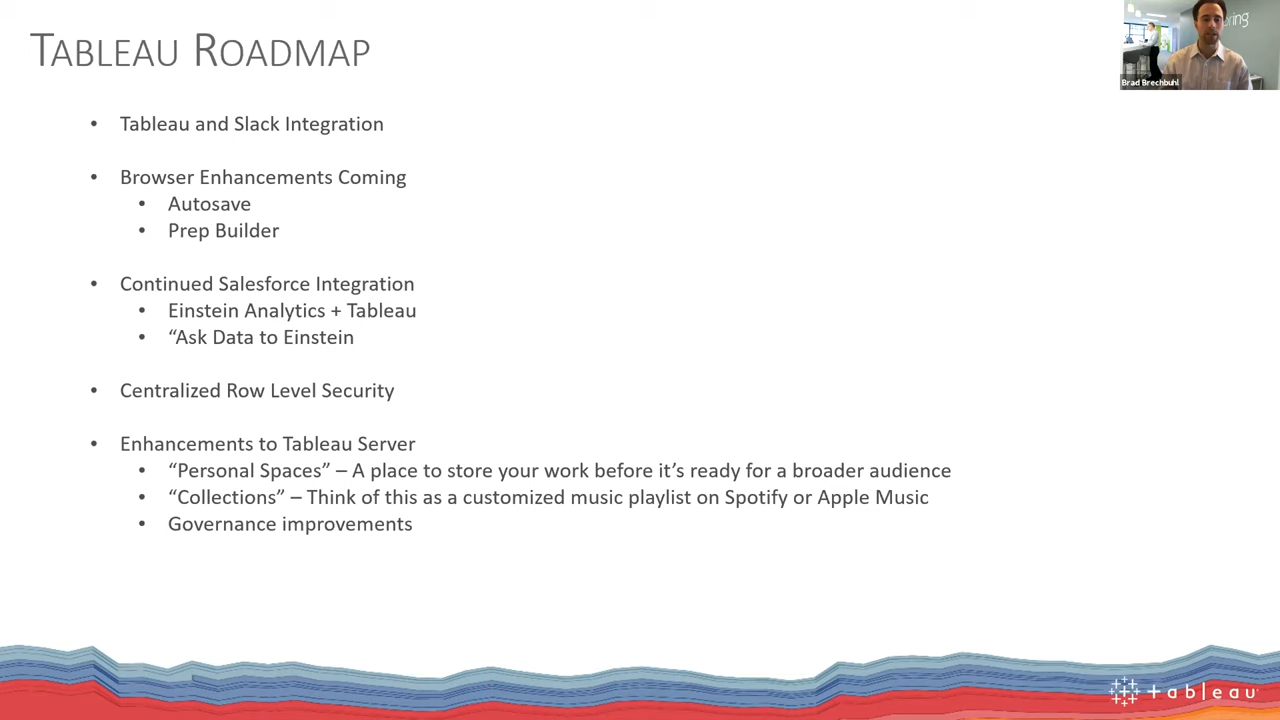 TABLEAU ROADMAP
Brad Brechbuhl
• Tableau and Slack Integration
• Browser Enhancements Coming
• Autosave
• Prep Builder
• Continued Salesforce Integration
• Einstein Analytics + Tableau
• “Ask Data to Einstein
• Centralized Row Level Security
• Enhancements to Tableau Server
• “Personal Spaces” – A place to store your work before it’s ready for a broader audience
• “Collections” – Think of this as a customized music playlist on Spotify or Apple Music
• Governance improvements
+ableau